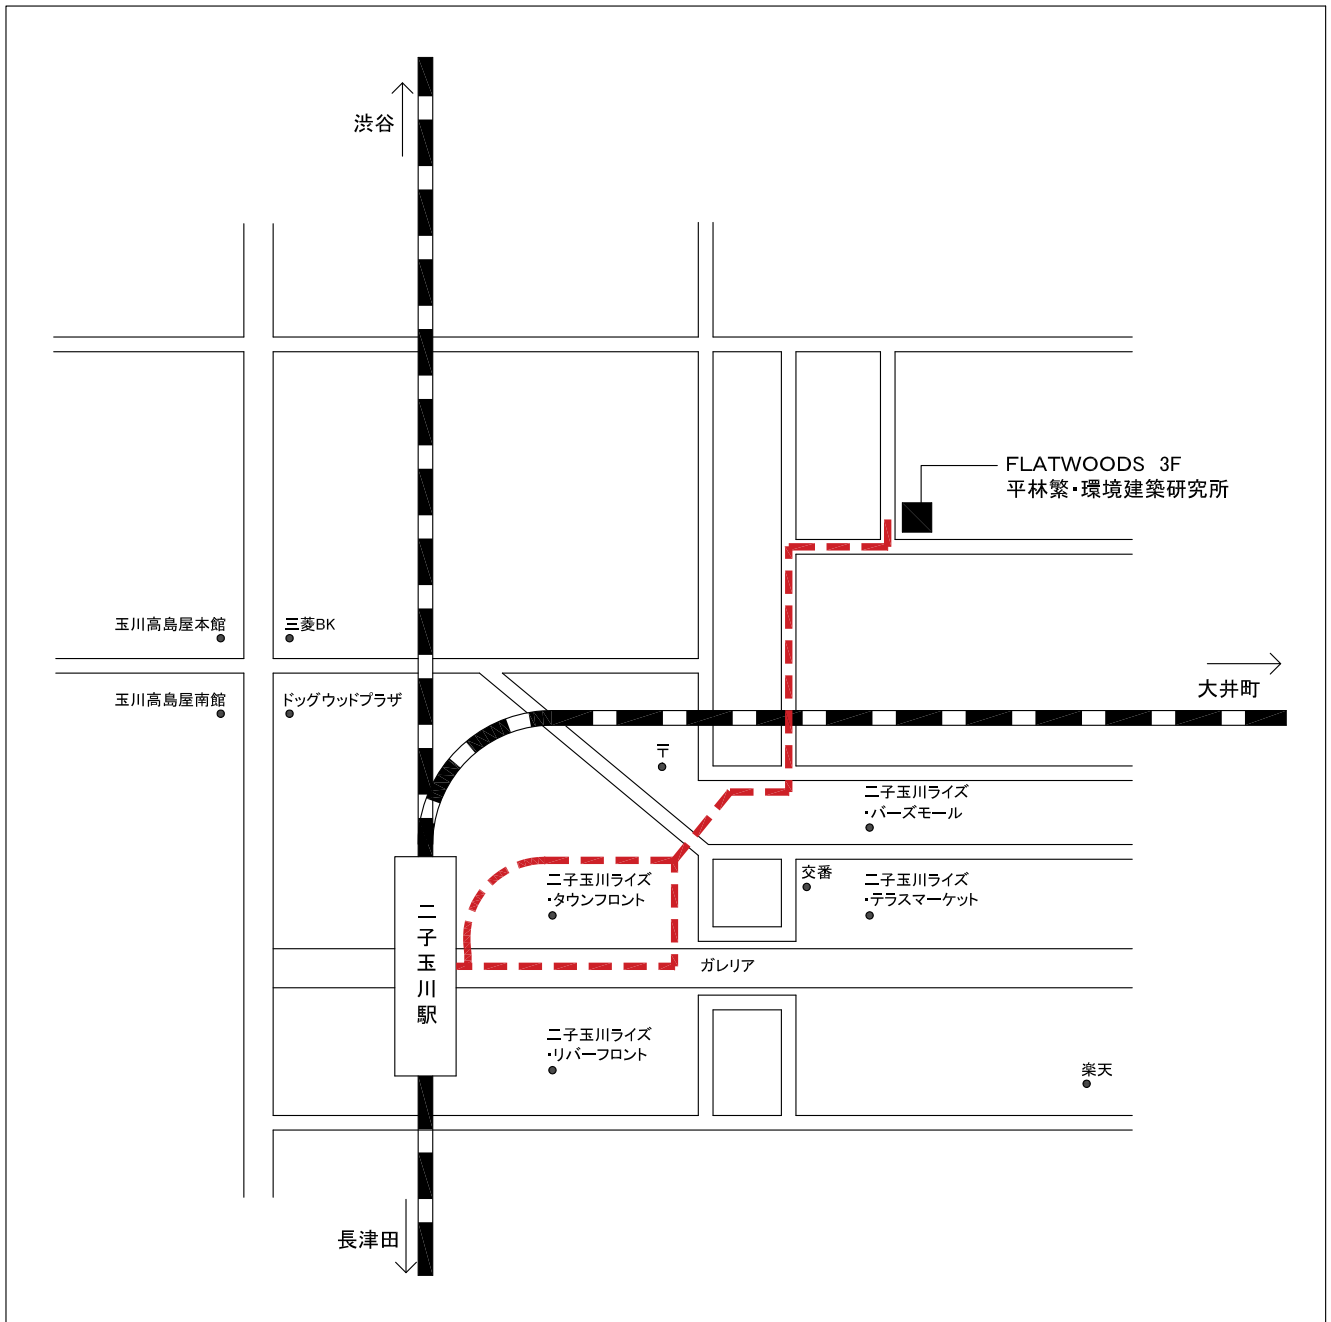 渋谷
FLATWOODS 3F
平林繁・環境建築研究所
玉川高島屋本館
三菱BK
玉川高島屋南館
ドッグウッドプラザ
大井町
〒
二子玉川ライズ
・バーズモール
二子玉川ライズ
・タウンフロント
交番
二子玉川ライズ
・テラスマーケット
二子玉川駅
ガレリア
二子玉川ライズ
・リバーフロント
楽天
長津田